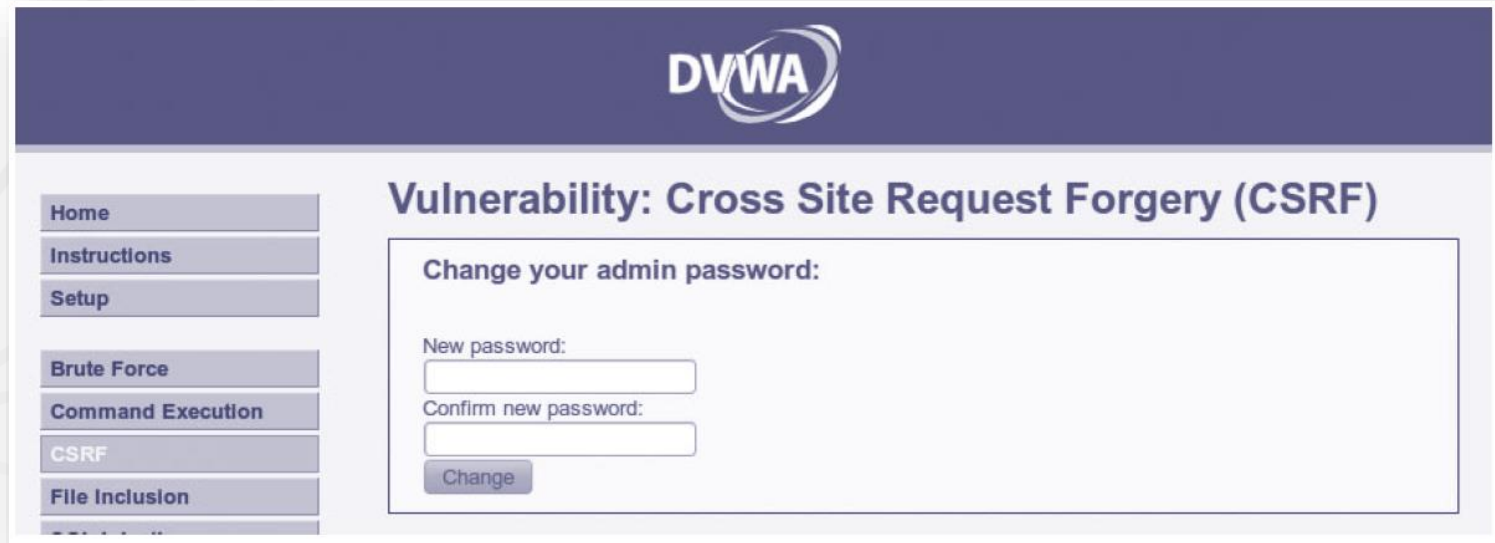 DVWA
Home
Instructions
Setup
Brute Force
Command Execution
CSRF
File Inclusion
Vulnerability: Cross Site Request Forgery (CSRF)
Change your admin password:
New password:
Confirm new password:
Change